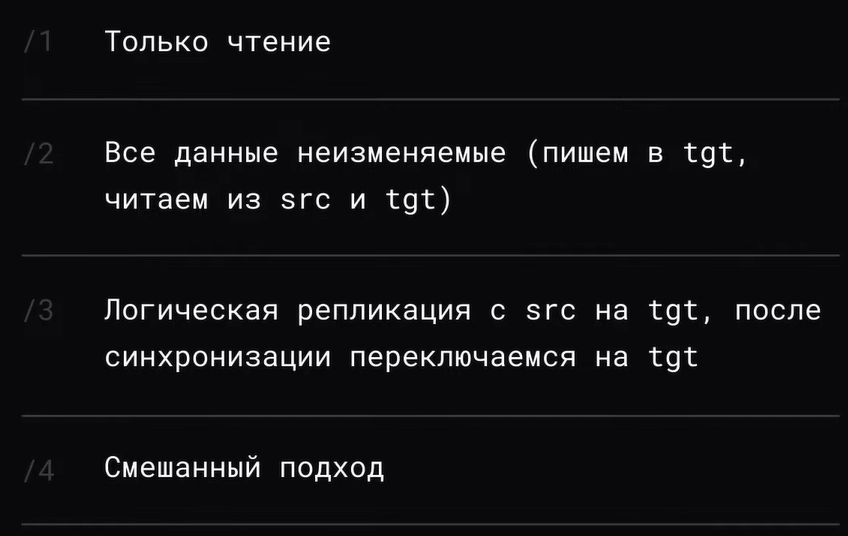 /1 Только чтение
/2 Все данные неизменяемые (пишем в tgt,
читаем из src и tgt)
/3 Логическая репликация с src на tgt, после
синхронизации переключаемся на tgt
/4 Смешанный подход